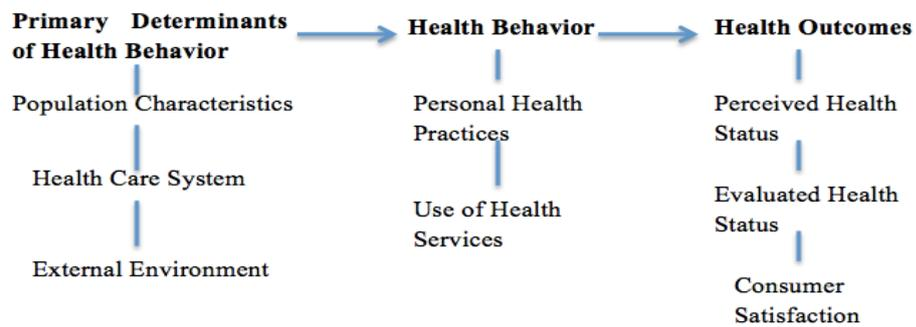 Primary Determinants
of Health Behavior
Population Characteristics
Health Care System
External Environment
Health Behavior
Personal Health
Practices
Use of Health
Services
Health Outcomes
Perceived Health
Status
Evaluated Health
Status
Consumer
Satisfaction